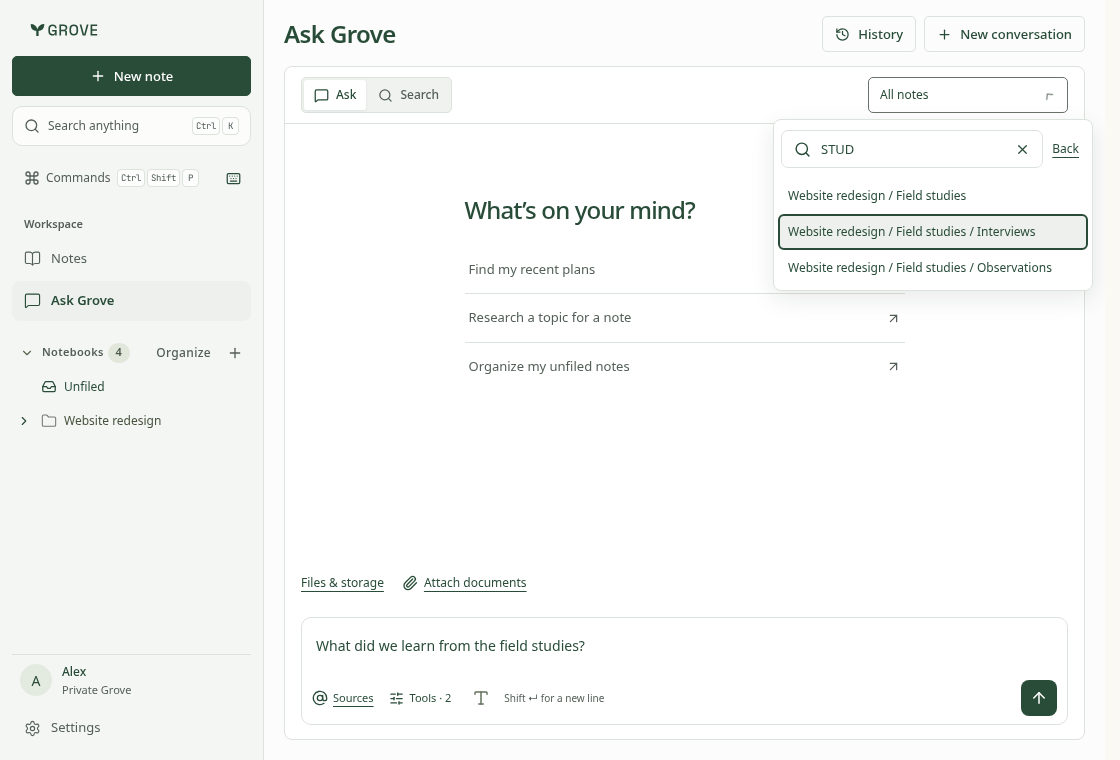 GROVE
New note
Search anything Ctrl K
Commands Ctrl Shift P
Workspace
Notes
Ask Grove
Notebooks 4 Organize
Unfiled
Website redesign
A
Alex
Private Grove
Settings
Ask Grove
History
New conversation
Ask
Search
All notes
STUD
Back
Website redesign / Field studies
Website redesign / Field studies / Interviews
Website redesign / Field studies / Observations
What's on your mind?
Find my recent plans
Research a topic for a note
Organize my unfiled notes
Files & storage
Attach documents
What did we learn from the field studies?
Sources
Tools · 2
Shift ↵ for a new line